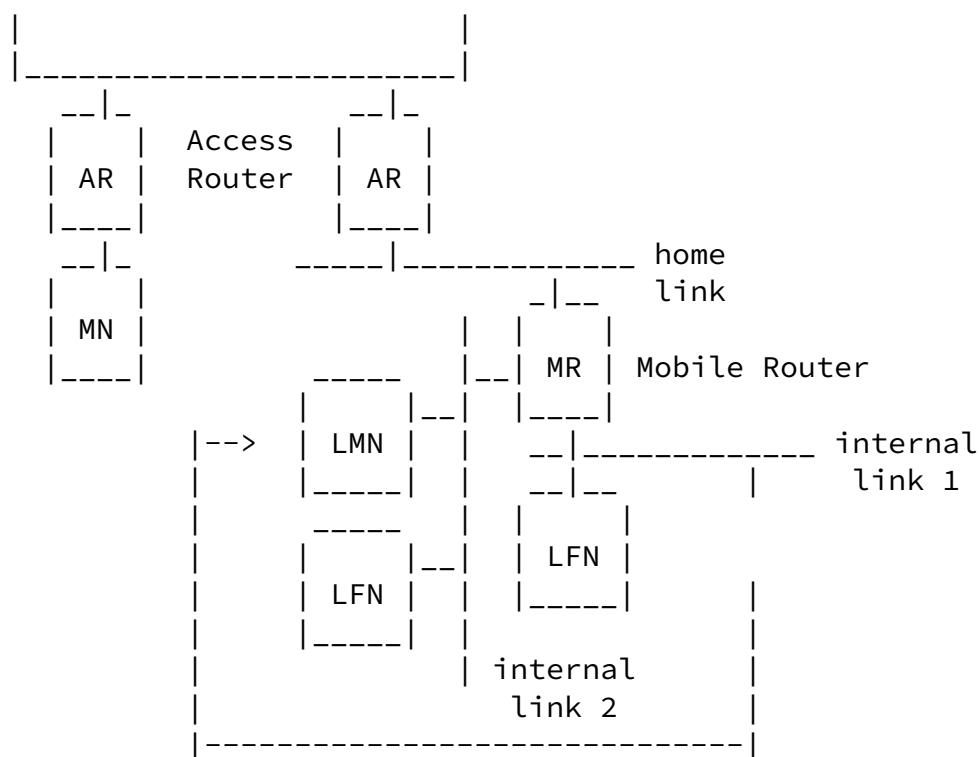 Access
Router
AR
AR
home
link
MN
MR
Mobile Router
LMN
internal
link 1
LFN
LFN
internal
link 2